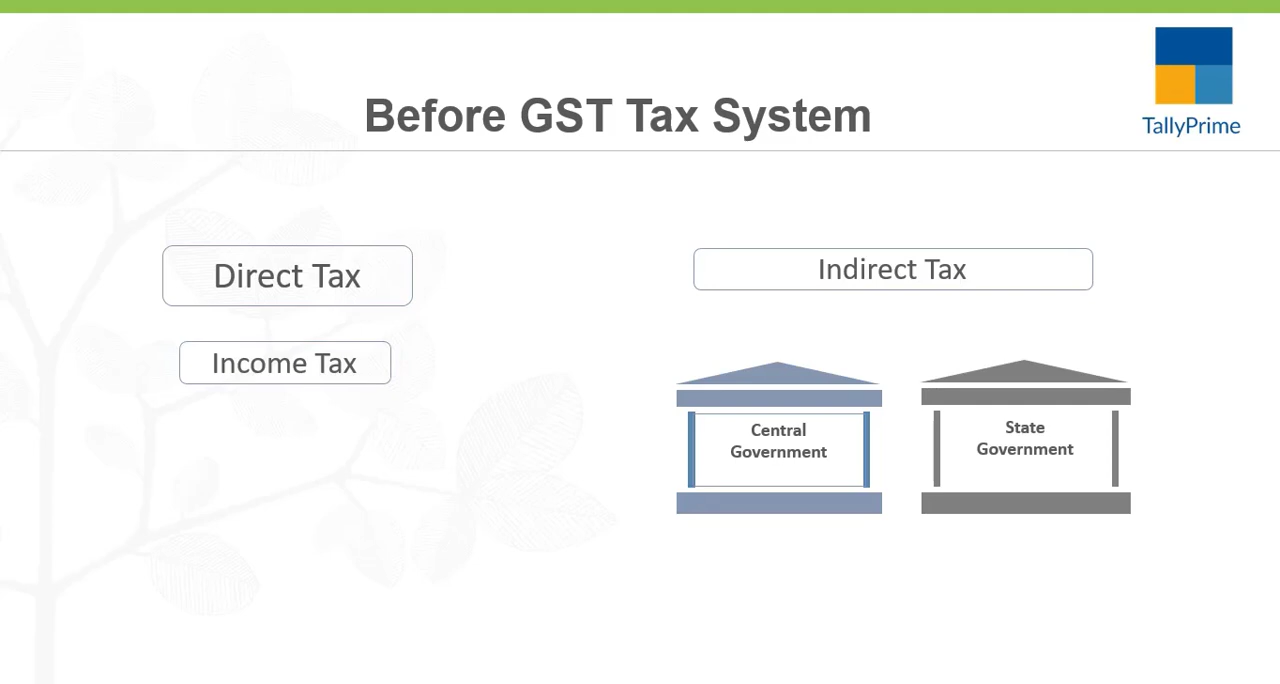 TallyPrime
Before GST Tax System
Direct Tax
Income Tax
Indirect Tax
Central
Government
State
Government